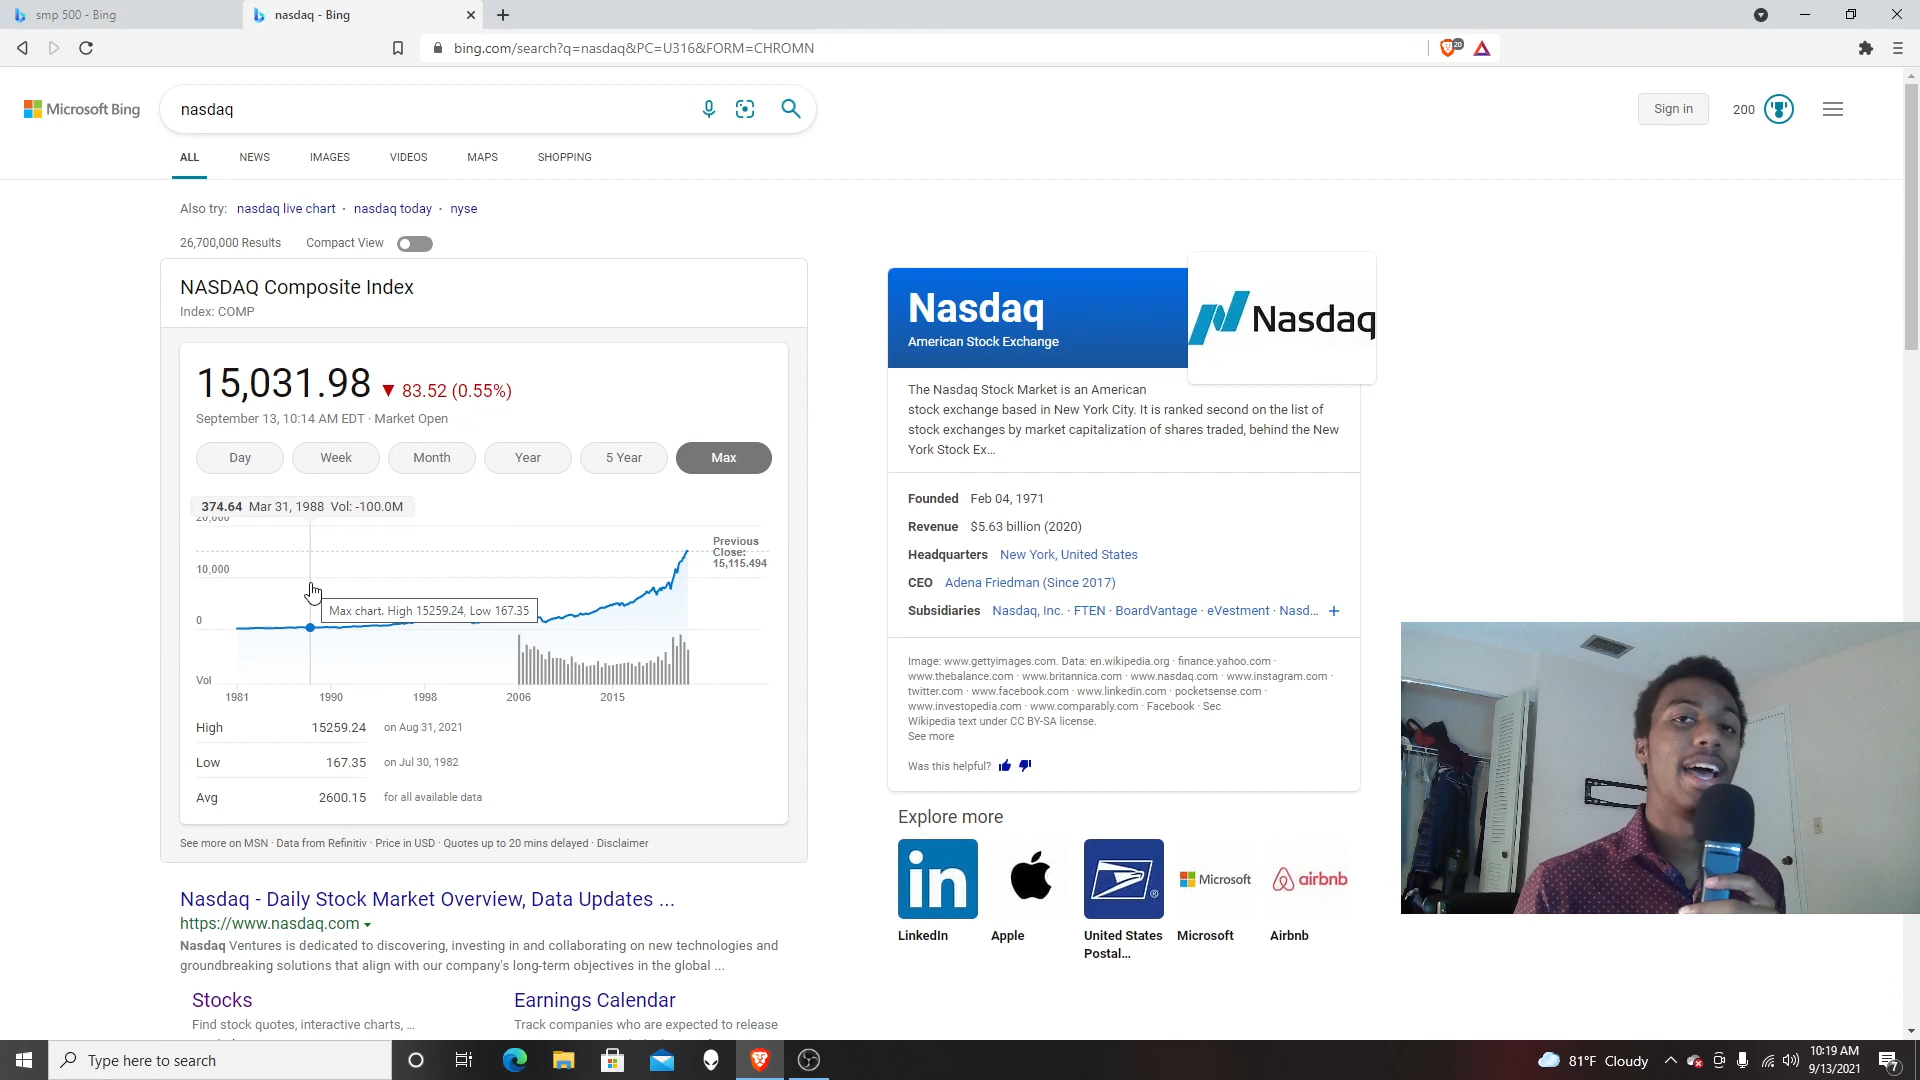 smp 500 - Bing
nasdaq - Bing
bing.com/search?q=nasdaq&PC=U316&FORM=CHROMN
20
Microsoft Bing
nasdaq
Sign in
200
ALL NEWS IMAGES VIDEOS MAPS SHOPPING
Also try: nasdaq live chart · nasdaq today · nyse
26,700,000 Results Compact View
NASDAQ Composite Index
Index: COMP
15,031.98 ▼ 83.52 (0.55%)
September 13, 10:14 AM EDT · Market Open
Day Week Month Year 5 Year Max
374.64 Mar 31, 1988 Vol: -100.0M
20,000
Previous
Close:
15,115.494
10,000
Max chart. High 15259.24, Low 167.35
0
Vol
1981 1990 1998 2006 2015
High 15259.24 on Aug 31, 2021
Low 167.35 on Jul 30, 1982
Avg 2600.15 for all available data
See more on MSN · Data from Refinitiv · Price in USD · Quotes up to 20 mins delayed · Disclaimer
Nasdaq - Daily Stock Market Overview, Data Updates ...
https://www.nasdaq.com
Nasdaq Ventures is dedicated to discovering, investing in and collaborating on new technologies and
groundbreaking solutions that align with our company's long-term objectives in the global ...
Stocks
Find stock quotes, interactive charts, ...
Earnings Calendar
Track companies who are expected to release
Nasdaq
American Stock Exchange
Nasdaq
The Nasdaq Stock Market is an American
stock exchange based in New York City. It is ranked second on the list of
stock exchanges by market capitalization of shares traded, behind the New
York Stock Ex...
Founded Feb 04, 1971
Revenue $5.63 billion (2020)
Headquarters New York, United States
CEO Adena Friedman (Since 2017)
Subsidiaries Nasdaq, Inc. · FTEN · BoardVantage · eVestment · Nasd... +
Image: www.gettyimages.com. Data: en.wikipedia.org · finance.yahoo.com ·
www.thebalance.com · www.britannica.com · www.nasdaq.com · www.instagram.com ·
twitter.com · www.facebook.com · www.linkedin.com · pocketsense.com ·
www.investopedia.com · www.comparably.com · Facebook · Sec
Wikipedia text under CC BY-SA license.
See more
Was this helpful?
Explore more
in
Microsoft
airbnb
LinkedIn
Apple
United States
Postal...
Microsoft
Airbnb
Type here to search
81°F Cloudy
10:19 AM
9/13/2021
7